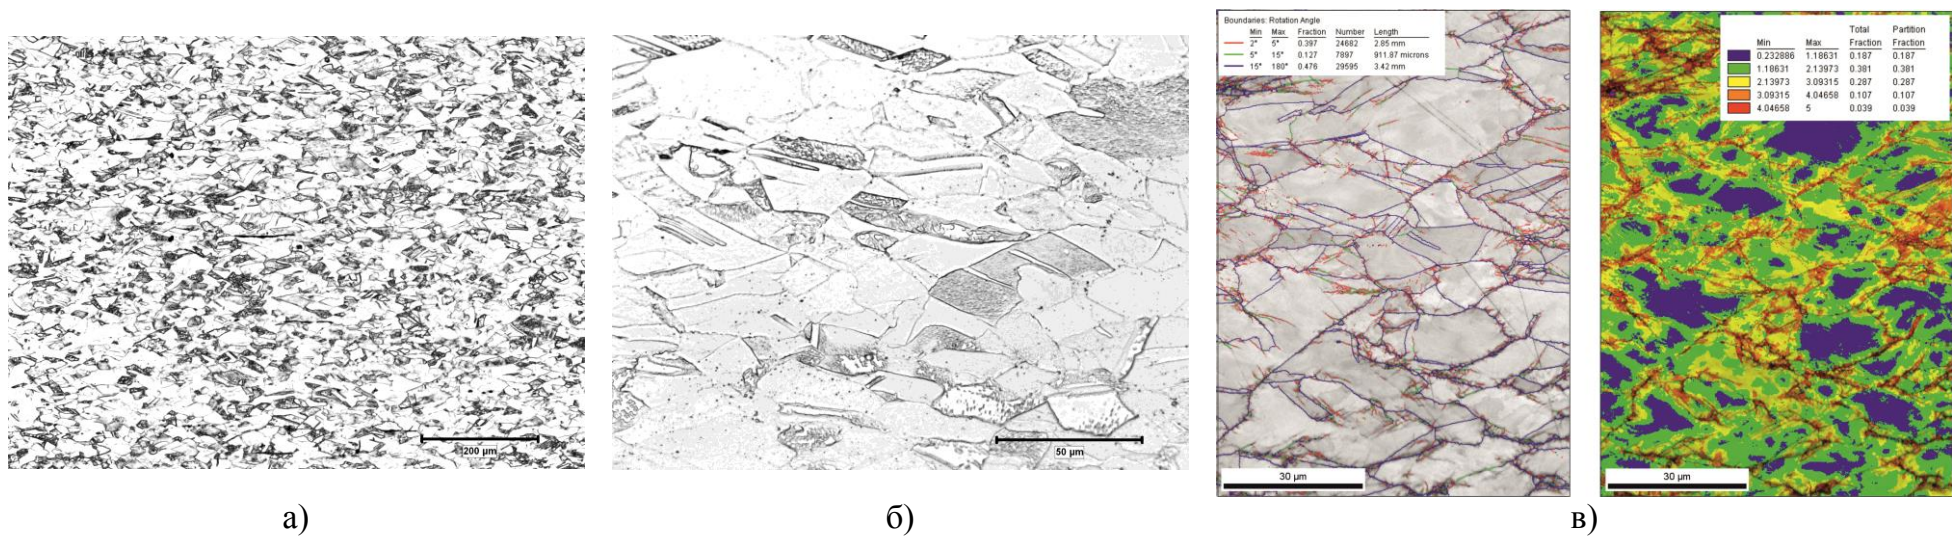 200 µm
50 µm
Boundaries: Rotation Angle
Min Max Fraction Number Length
2° 5° 0.397 24682 2.85 mm
5° 15° 0.127 7897 911.87 microns
15° 180° 0.476 29595 3.42 mm
30 µm
Total Partition
Min Max Fraction Fraction
0.232886 1.18631 0.187 0.187
1.18631 2.13973 0.381 0.381
2.13973 3.09315 0.287 0.287
3.09315 4.04658 0.107 0.107
4.04658 5 0.039 0.039
30 µm
а) б) в)